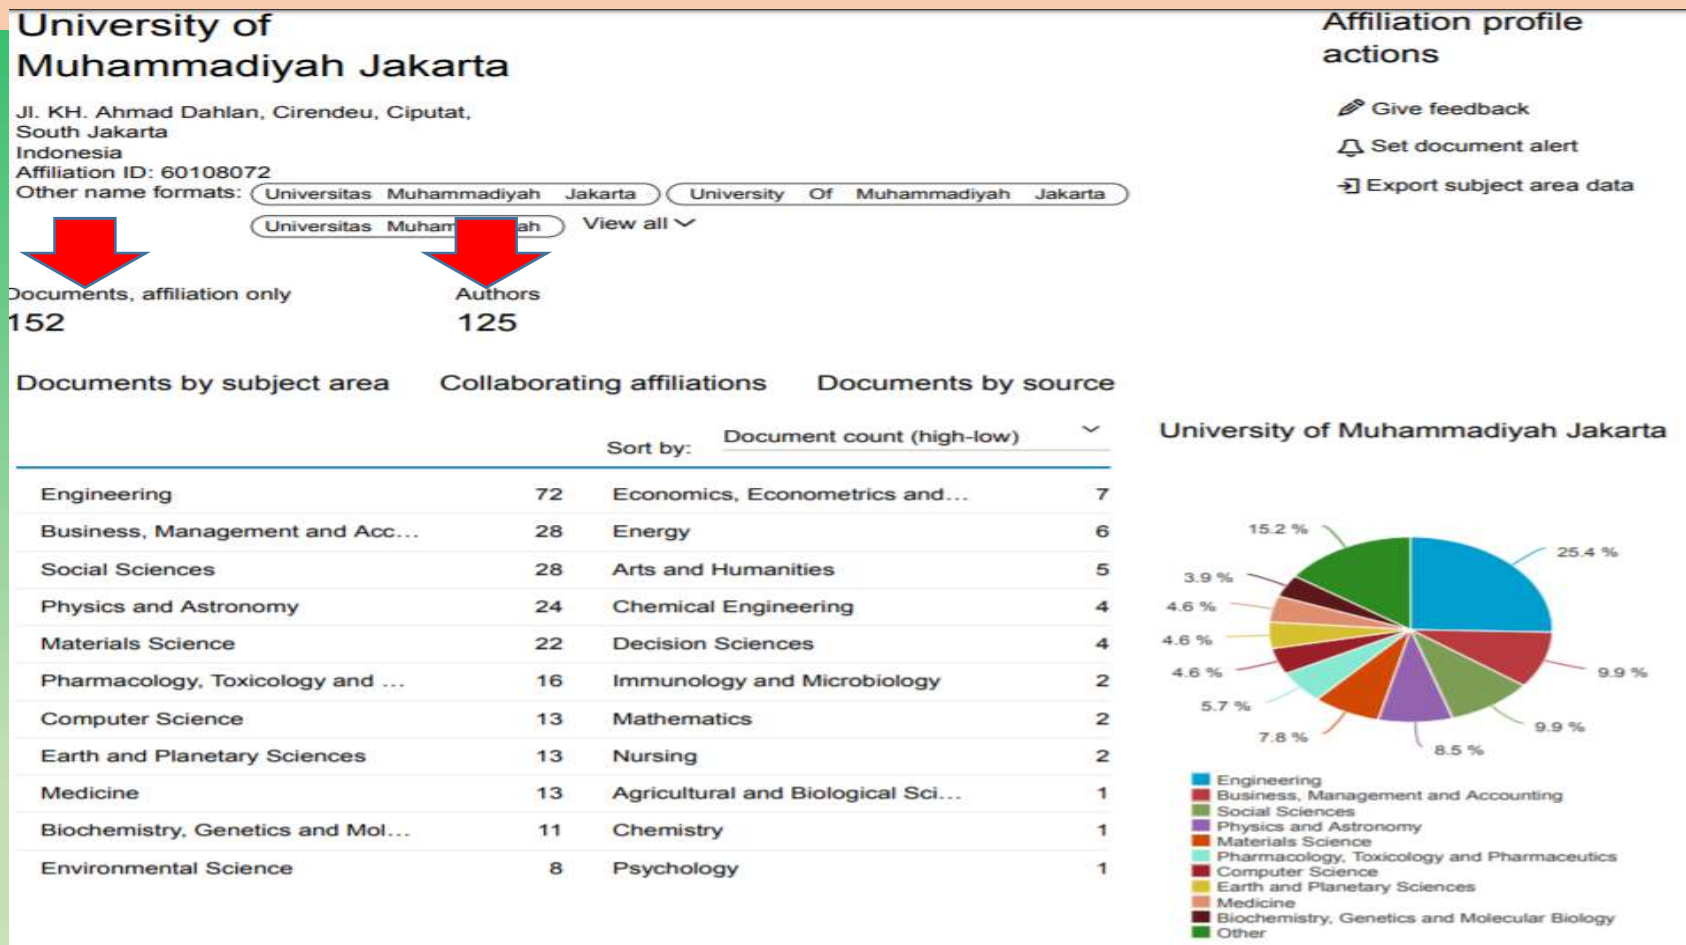 University of
Muhammadiyah Jakarta
Jl. KH. Ahmad Dahlan, Cirendeu, Ciputat,
South Jakarta
Indonesia
Affiliation ID: 60108072
Other name formats: Universitas Muhammadiyah Jakarta University Of Muhammadiyah Jakarta
Universitas View all
Affiliation profile
actions
Give feedback
Set document alert
Export subject area data
Documents, affiliation only
152
Authors
125
Documents by subject area Collaborating affiliations Documents by source
Sort by: Document count (high-low)
Engineering 72 Economics, Econometrics and...
7
Business, Management and Acc... 28 Energy 6
Social Sciences 28 Arts and Humanities 5
Physics and Astronomy 24 Chemical Engineering 4
Materials Science 22 Decision Sciences 4
Pharmacology, Toxicology and ... 16 Immunology and Microbiology 2
Computer Science 13 Mathematics 2
Earth and Planetary Sciences 13 Nursing 2
Medicine 13 Agricultural and Biological Sci... 1
Biochemistry, Genetics and Mol... 11 Chemistry 1
Environmental Science 8 Psychology 1
University of Muhammadiyah Jakarta
15.2 %
25.4 %
3.9 %
4.6 %
4.6 %
4.6 %
9.9 %
5.7 %
9.9 %
7.8 %
8.5 %
Engineering
Business, Management and Accounting
Social Sciences
Physics and Astronomy
Materials Science
Pharmacology, Toxicology and Pharmaceutics
Computer Science
Earth and Planetary Sciences
Medicine
Biochemistry, Genetics and Molecular Biology
Other